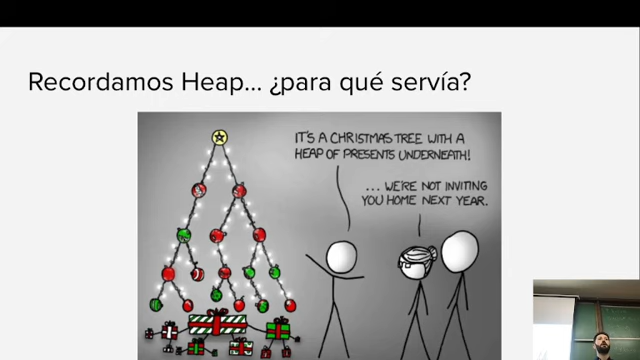 Recordamos Heap... ¿para qué servía?
IT'S A CHRISTMAS TREE WITH A
HEAP OF PRESENTS UNDERNEATH!
... WE'RE NOT INVITING
YOU HOME NEXT YEAR.